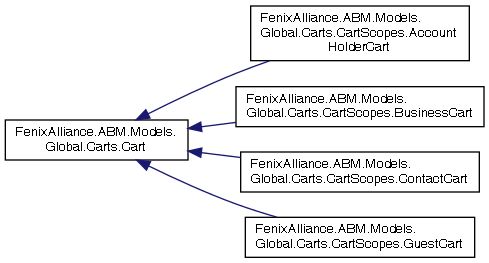 FenixAlliance.ABM.Models.
Global.Carts.CartScopes.Account
HolderCart
FenixAlliance.ABM.Models.
Global.Carts.CartScopes.BusinessCart
FenixAlliance.ABM.Models.
Global.Carts.Cart
FenixAlliance.ABM.Models.
Global.Carts.CartScopes.ContactCart
FenixAlliance.ABM.Models.
Global.Carts.CartScopes.GuestCart